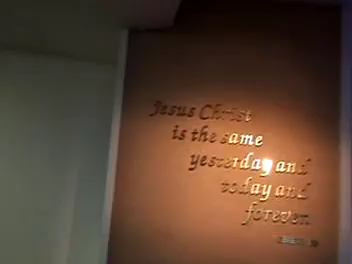 Jesus Christ
is the same
yesterday and
today and
forever.